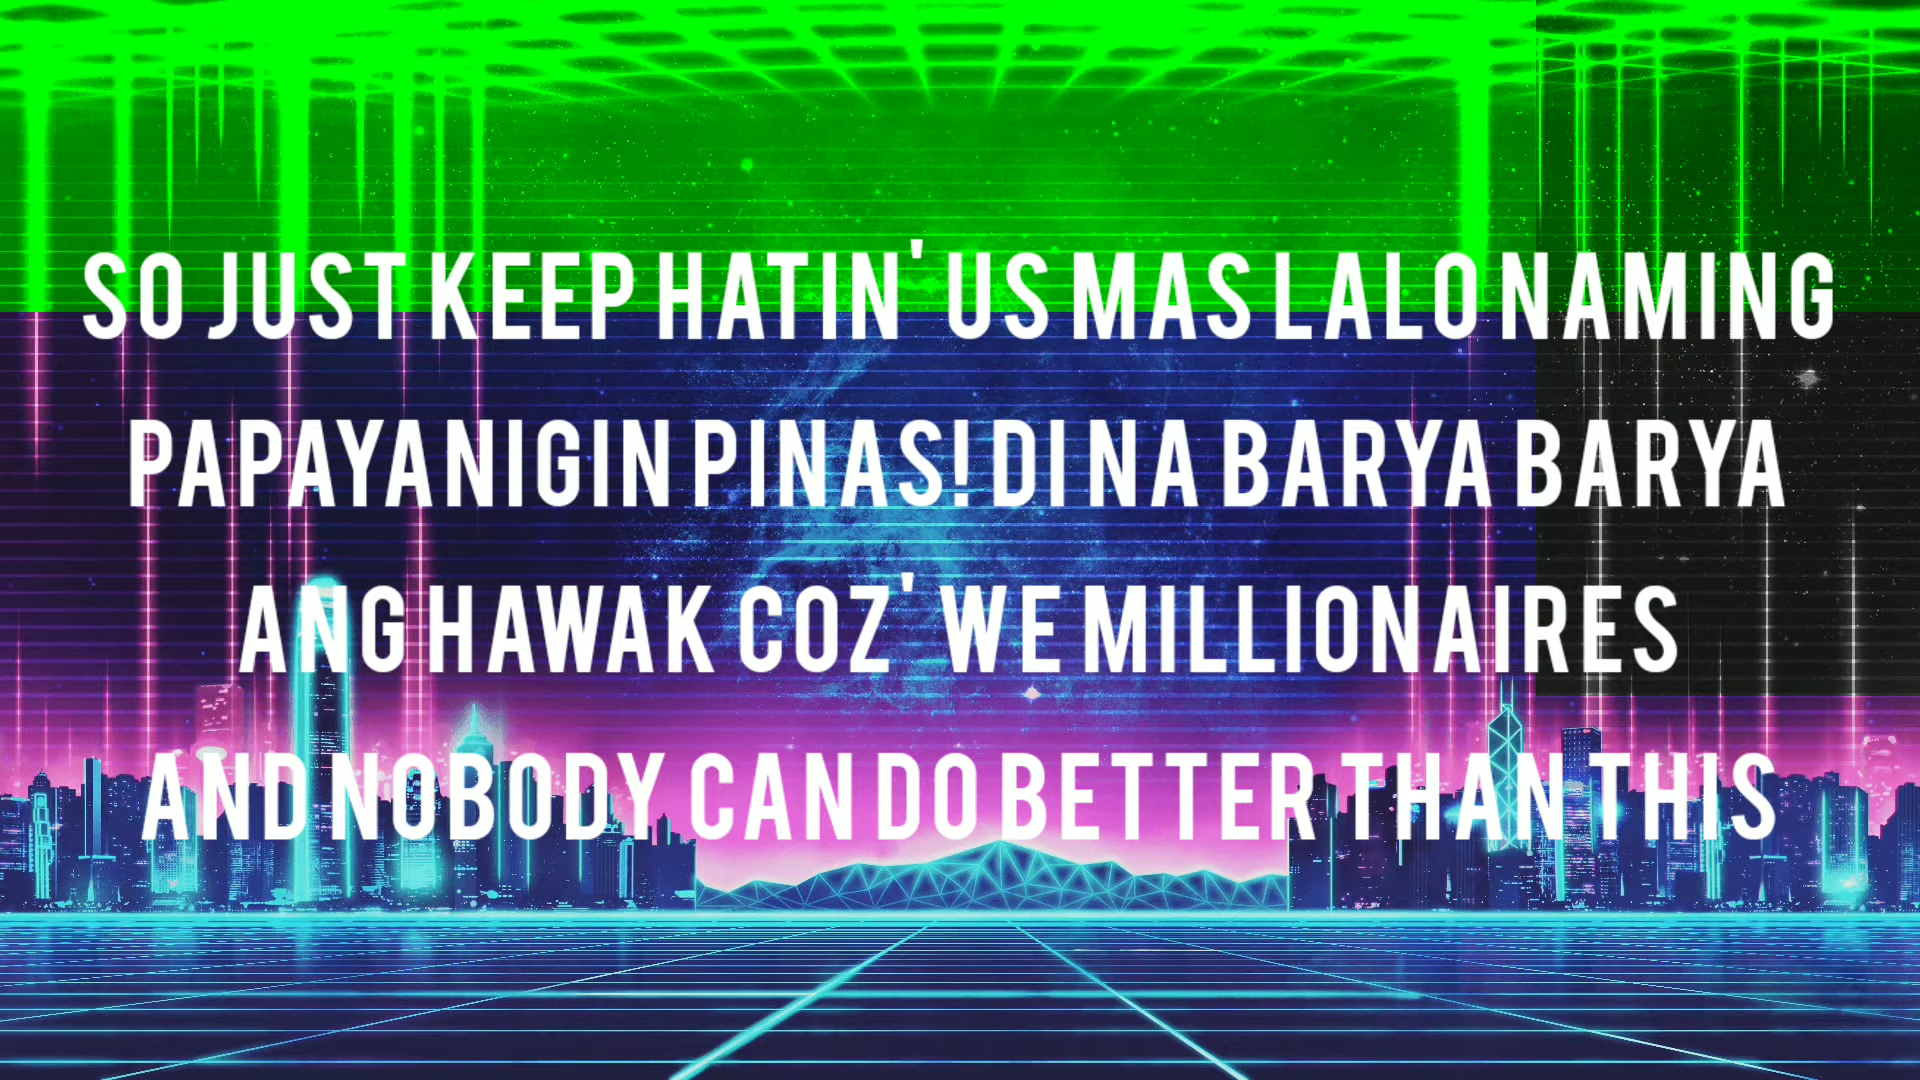 SO JUST KEEP HATIN' US MAS LALO NAMING
PAPAYANIGIN PINAS! DI NA BARYA BARYA
ANG HAWAK COZ' WE MILLIONAIRES
AND NOBODY CAN DO BETTER THAN THIS